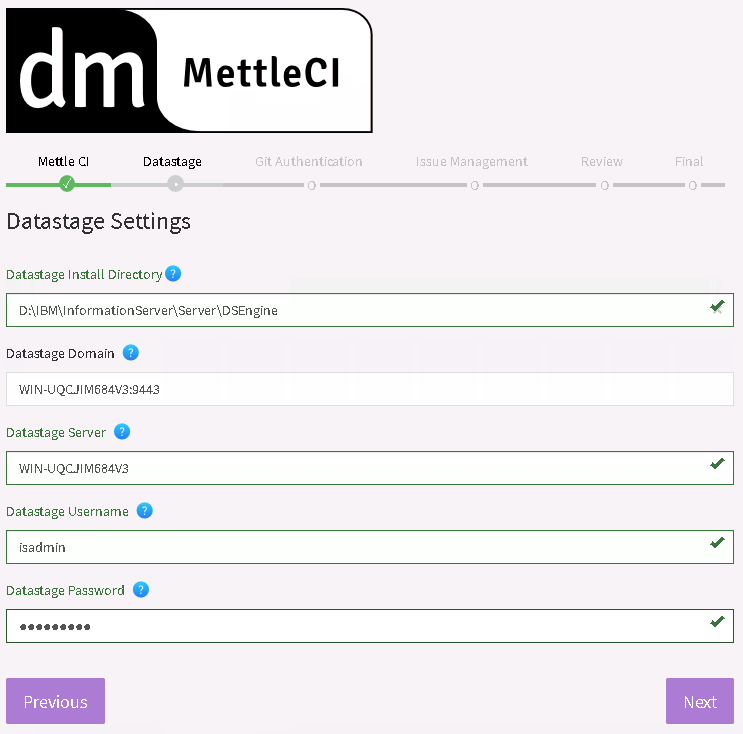 dm MettleCI
Mettle CI Datastage Git Authentication Issue Management Review Final
Datastage Settings
Datastage Install Directory ?
D:\IBM\InformationServer\Server\DSEngine
Datastage Domain ?
WIN-UQCJIM684V3:9443
Datastage Server ?
WIN-UQCJIM684V3
Datastage Username ?
isadmin
Datastage Password ?
●●●●●●●●●
Previous Next